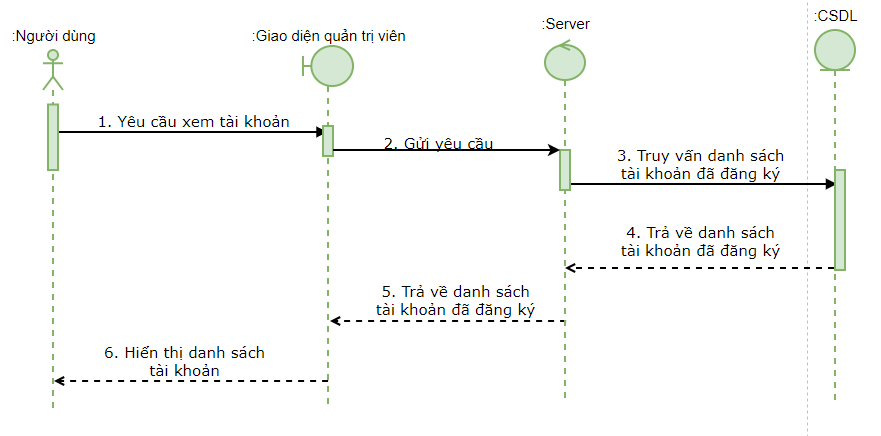 :Người dùng
:Giao diện quản trị viên
:Server
:CSDL
1. Yêu cầu xem tài khoản
2. Gửi yêu cầu
3. Truy vấn danh sách
tài khoản đã đăng ký
4. Trả về danh sách
tài khoản đã đăng ký
5. Trả về danh sách
tài khoản đã đăng ký
6. Hiển thị danh sách
tài khoản